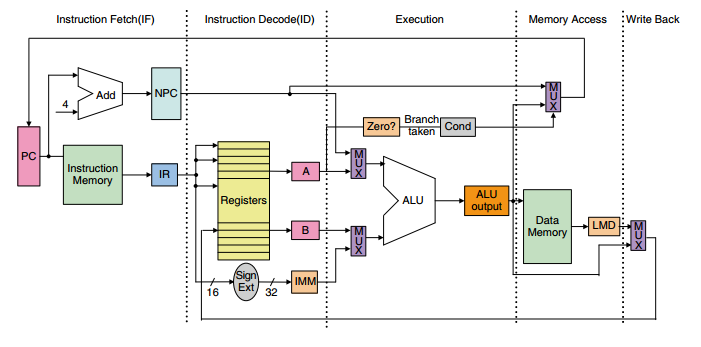 Instruction Fetch(IF)
Instruction Decode(ID)
Execution
Memory Access
Write Back
4
Add
NPC
MUX
Zero?
Branch
taken
Cond
PC
Instruction
Memory
IR
Registers
A
MUX
ALU
ALU
output
B
MUX
Data
Memory
LMD
MUX
Sign
Ext
IMM
16
32